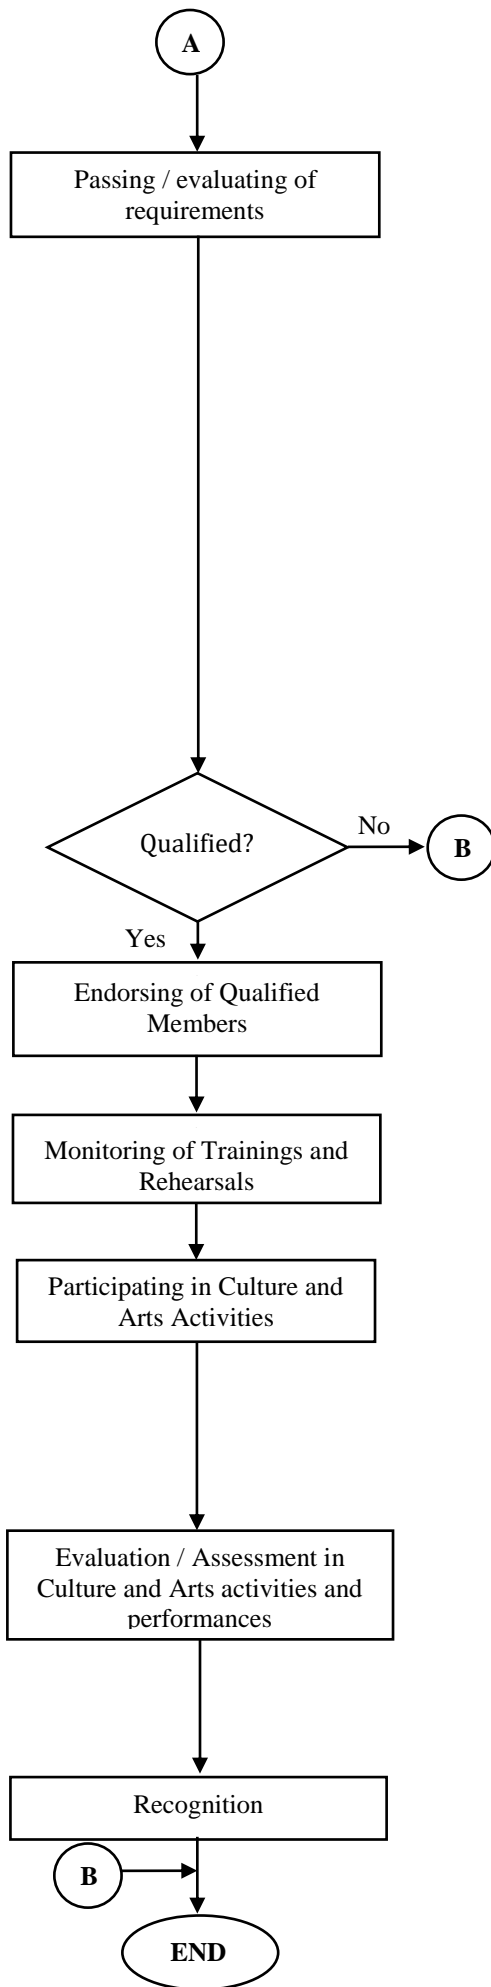 A
Passing / evaluating of
requirements
Qualified?
No
B
Yes
Endorsing of Qualified
Members
Monitoring of Trainings and
Rehearsals
Participating in Culture and
Arts Activities
Evaluation / Assessment in
Culture and Arts activities and
performances
Recognition
B
END